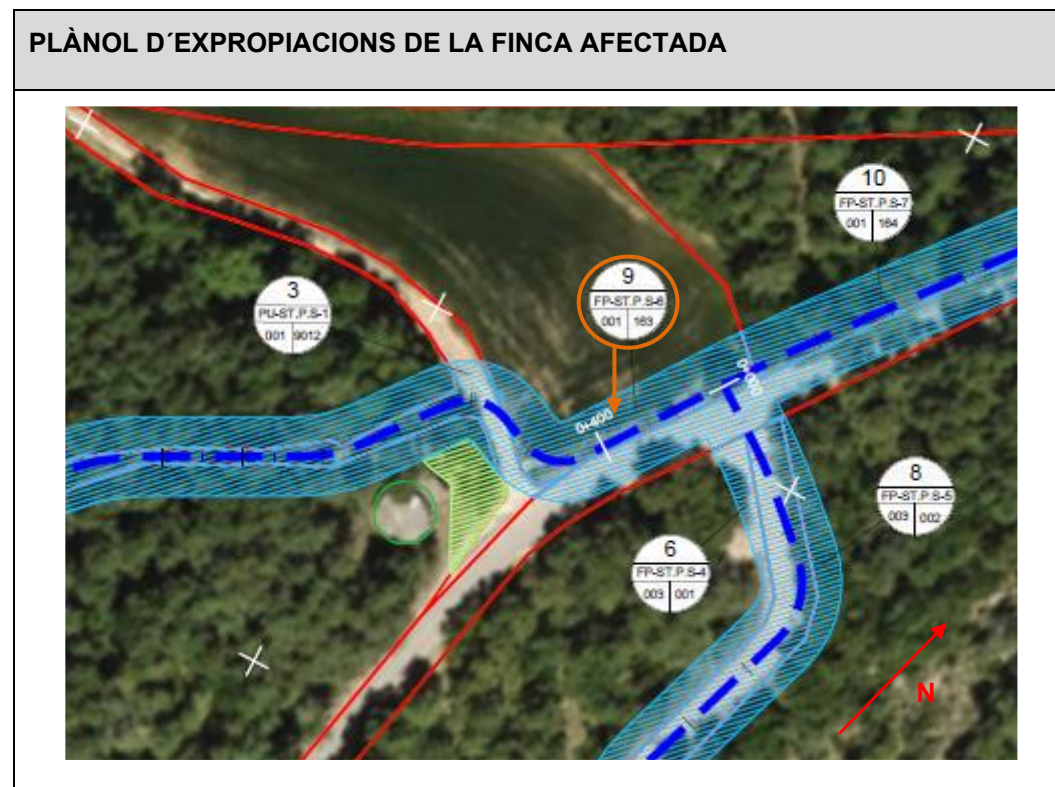 PLÀNOL D´EXPROPIACIONS DE LA FINCA AFECTADA
10
FP-ST.P.S-7
001 164
9
FP-ST.P.S-6
001 163
3
PU-ST.P.S-1
001 9012
0+000
0+400
8
FP-ST.P.S-5
003 002
6
FP-ST.P.S-4
003 001
N